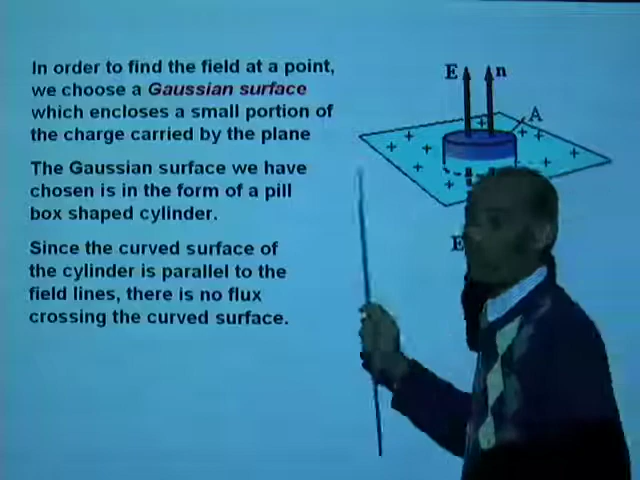 In order to find the field at a point,
we choose a Gaussian surface
which encloses a small portion of
the charge carried by the plane
The Gaussian surface we have
chosen is in the form of a pill
box shaped cylinder.
Since the curved surface of
the cylinder is parallel to the
field lines, there is no flux
crossing the curved surface.
E n
A
E